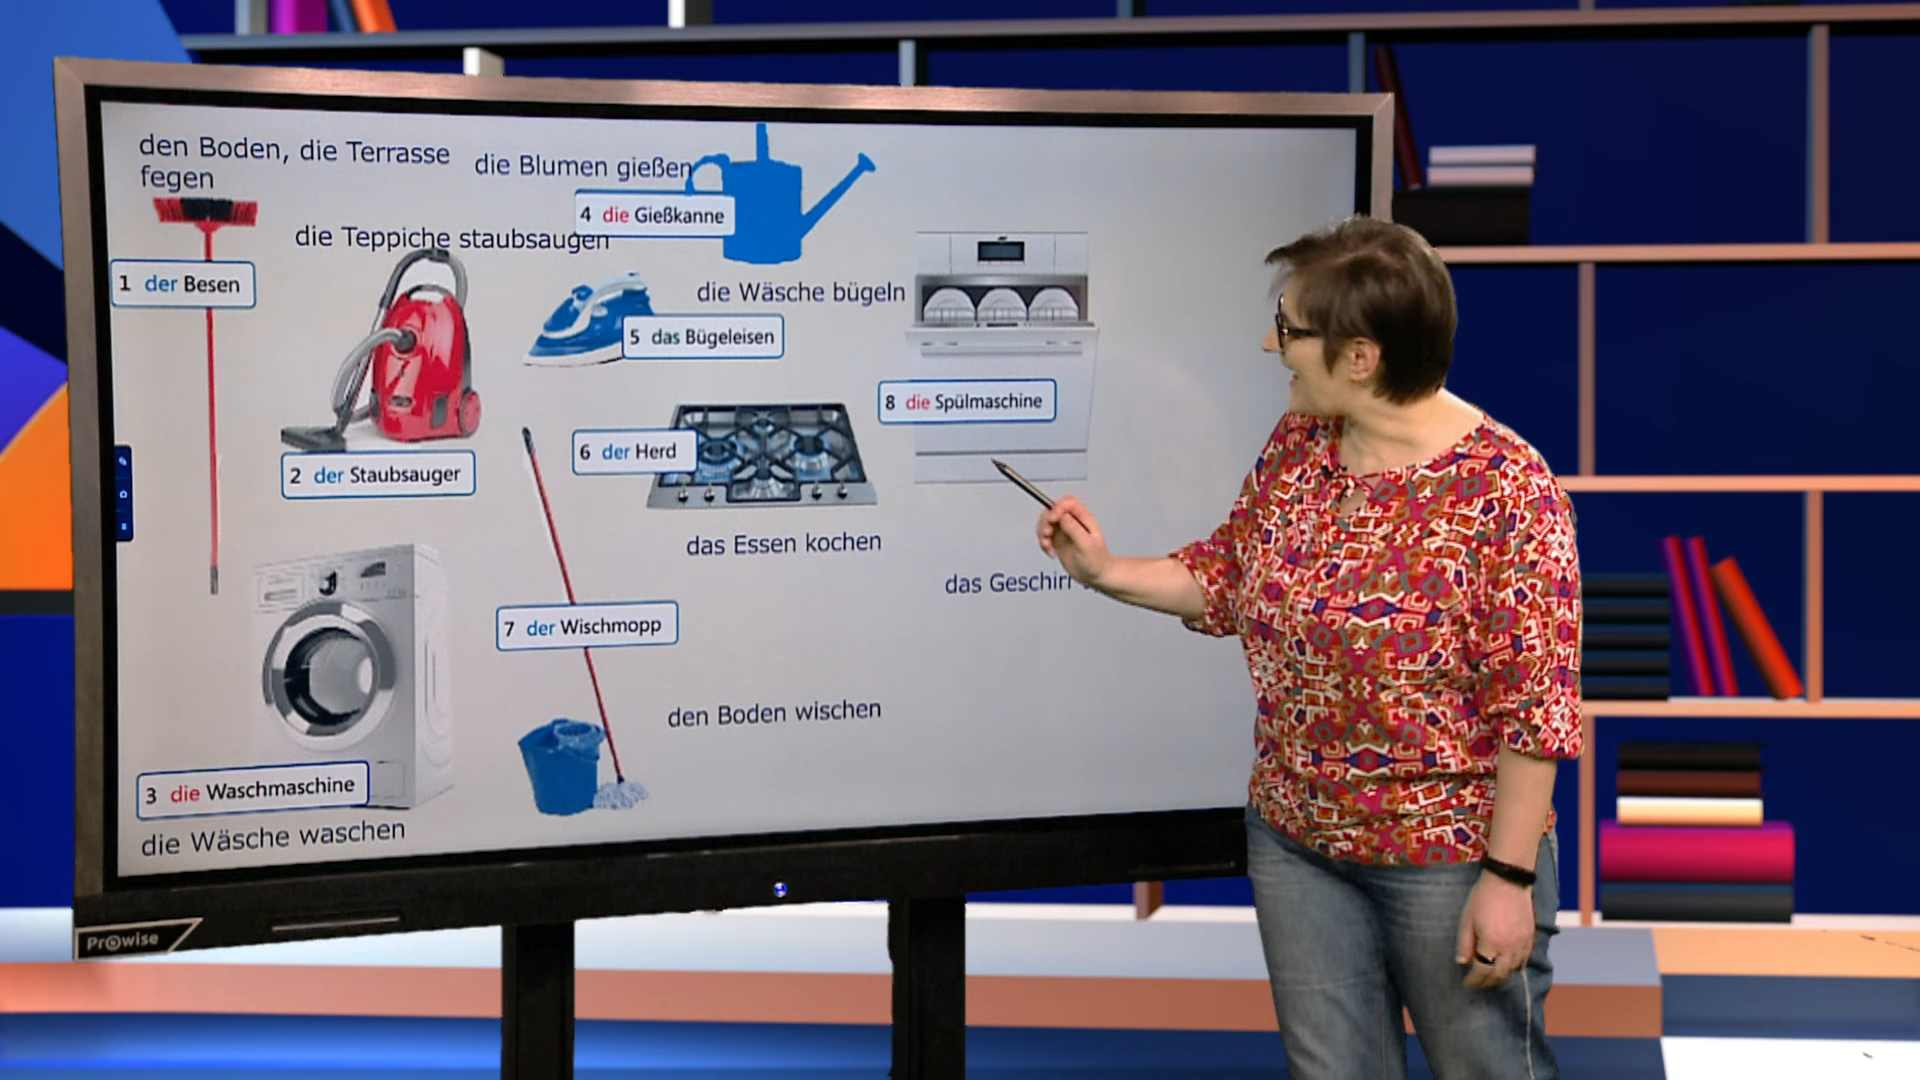 den Boden, die Terrasse
fegen
die Blumen gießen
4 die Gießkanne
die Teppiche staubsaugen
1 der Besen
die Wäsche bügeln
5 das Bügeleisen
8 die Spülmaschine
6 der Herd
2 der Staubsauger
das Essen kochen
das Geschirr
7 der Wischmopp
den Boden wischen
3 die Waschmaschine
die Wäsche waschen
Prowise